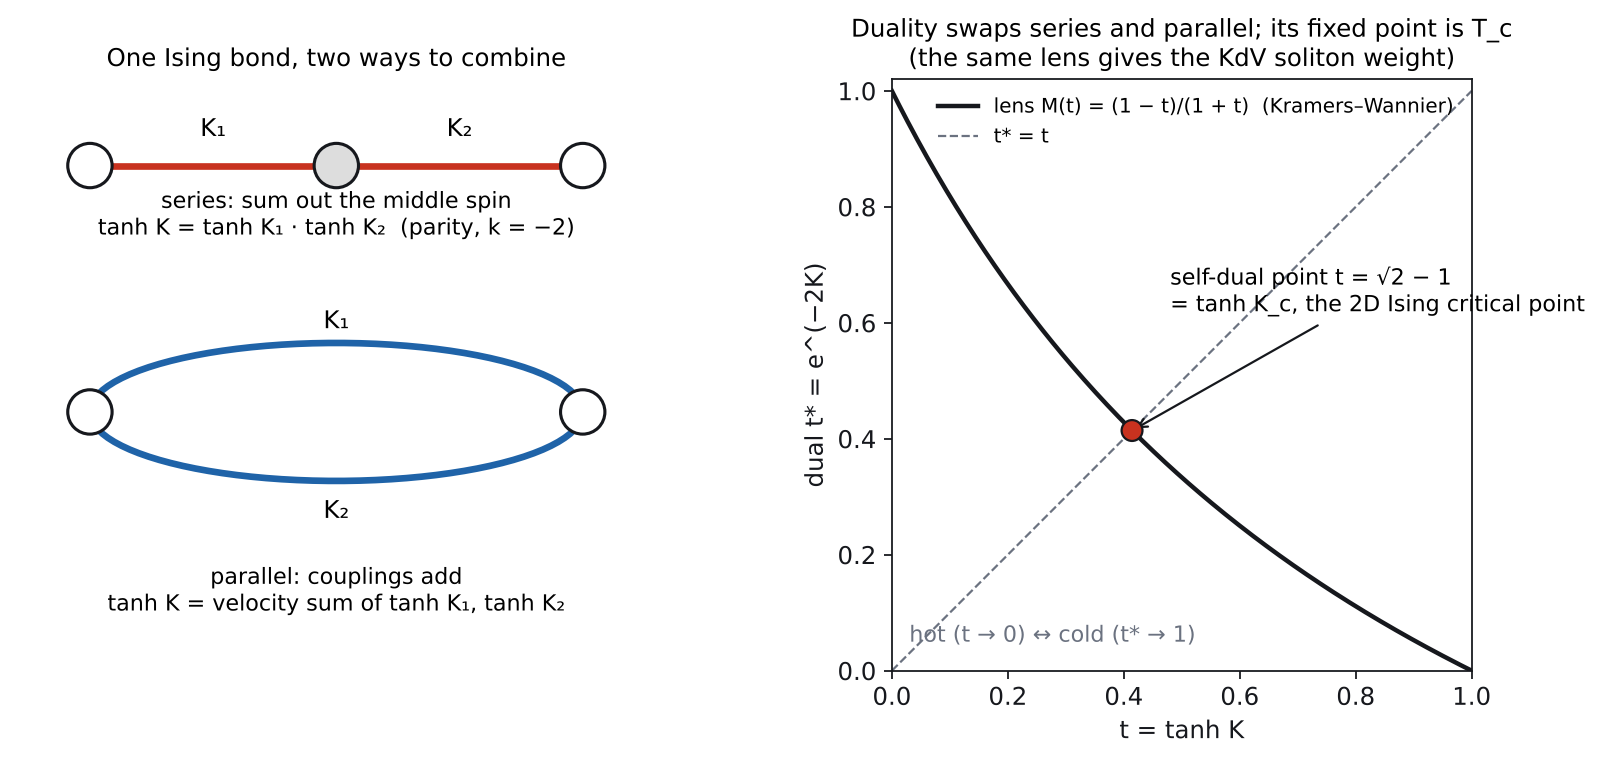 One Ising bond, two ways to combine
K₁
K₂
series: sum out the middle spin
tanh K = tanh K₁ · tanh K₂  (parity, k = −2)
K₁
K₂
parallel: couplings add
tanh K = velocity sum of tanh K₁, tanh K₂
Duality swaps series and parallel; its fixed point is T_c
(the same lens gives the KdV soliton weight)
lens M(t) = (1 − t)/(1 + t)  (Kramers–Wannier)
t* = t
self-dual point t = √2 − 1
= tanh K_c, the 2D Ising critical point
hot (t → 0) ↔ cold (t* → 1)
dual t* = e^(−2K)
1.0
0.8
0.6
0.4
0.2
0.0
0.0 0.2 0.4 0.6 0.8 1.0
t = tanh K